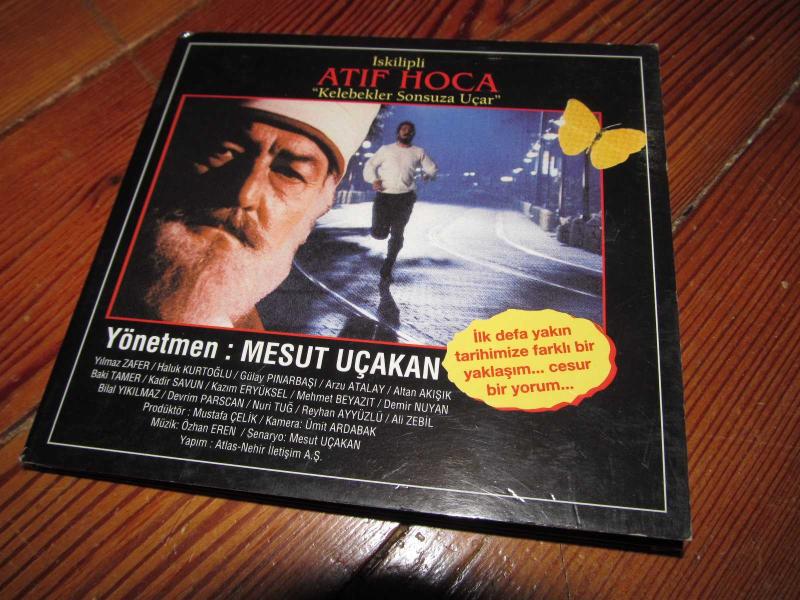 İskilipli
ATIF HOCA
"Kelebekler Sonsuza Uçar"
Yönetmen : MESUT UÇAKAN
Yılmaz ZAFER / Haluk KURTOĞLU / Gülay PINARBAŞI / Arzu ATALAY / Altan AKIŞIK
Baki TAMER / Kadir SAVUN / Kazım ERYÜKSEL / Mehmet BEYAZIT / Demir NUYAN
Bilal YIKILMAZ / Devrim PARSCAN / Nuri TUĞ / Reyhan AYYÜZLÜ / Ali ZEBİL
Prodüktör : Mustafa ÇELİK / Kamera: Ümit ARDABAK
Müzik: Özhan EREN / Şenaryo: Mesut UÇAKAN
Yapım : Atlas-Nehir İletişim A.Ş.
İlk defa yakın
tarihimize farklı bir
yaklaşım... cesur
bir yorum...